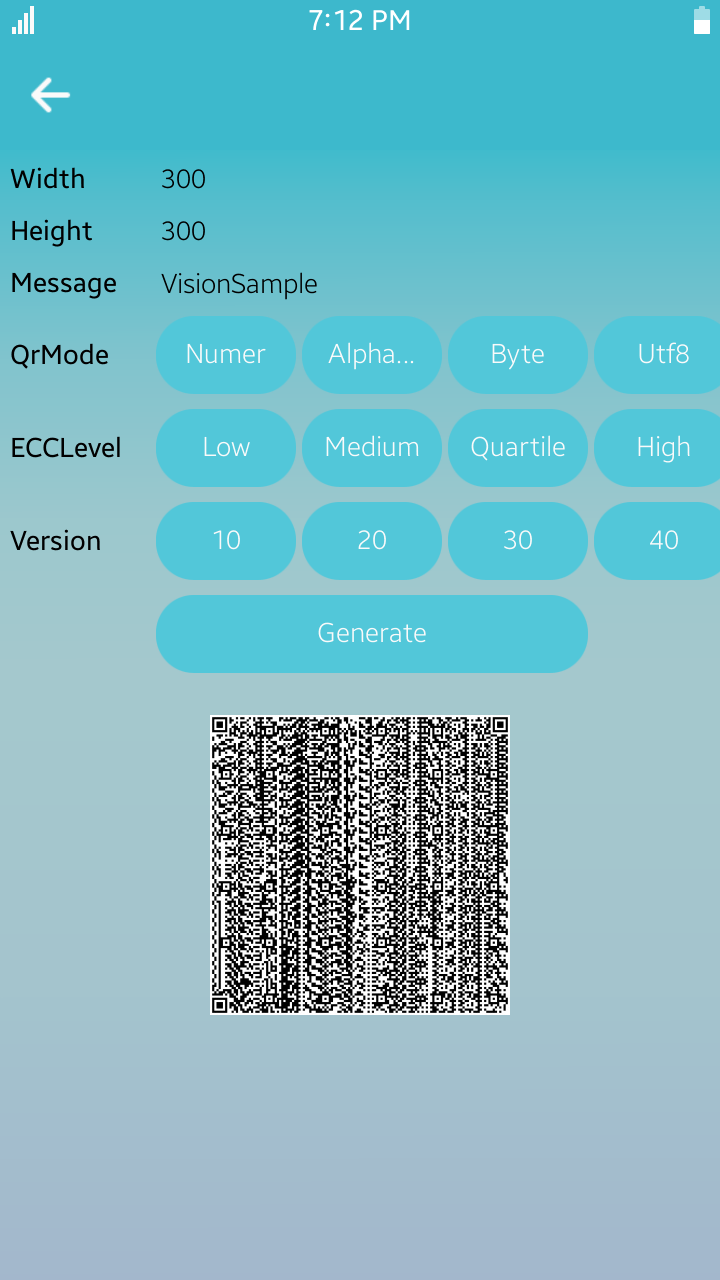 7:12 PM
Width 300
Height 300
Message VisionSample
QrMode Numer Alpha... Byte Utf8
ECCLevel Low Medium Quartile High
Version 10 20 30 40
Generate